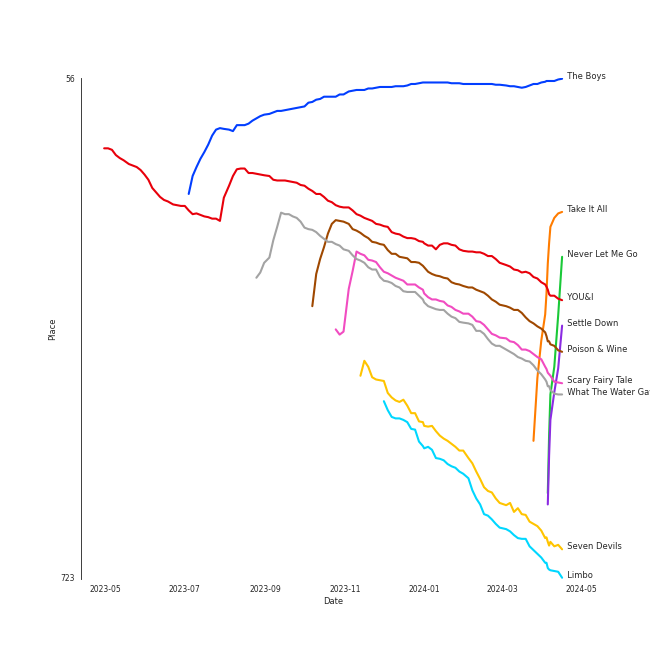 56
The Boys
Take It All
Never Let Me Go
YOU&I
Settle Down
Place
Poison & Wine
Scary Fairy Tale
What The Water Ga
Seven Devils
Limbo
723
2023-05 2023-07 2023-09 2023-11 2024-01 2024-03 2024-05
Date